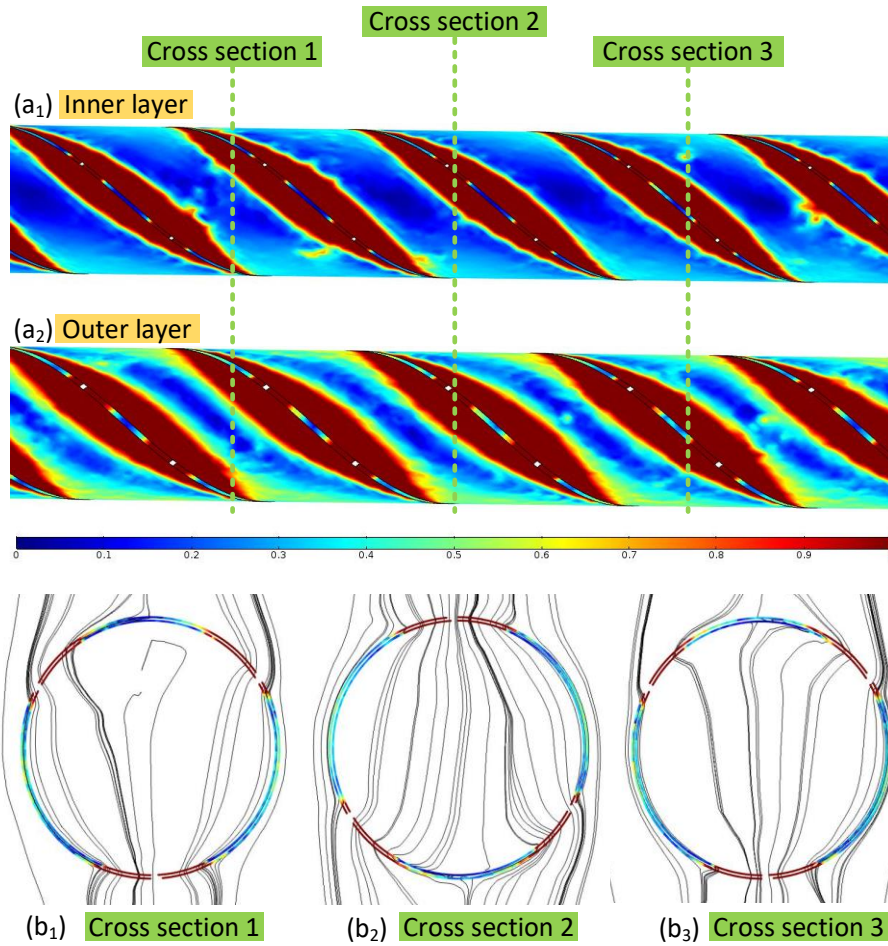 Cross section 2
Cross section 1
Cross section 3
(a₁) Inner layer
(a₂) Outer layer
0 0.1 0.2 0.3 0.4 0.5 0.6 0.7 0.8 0.9
(b₁) Cross section 1
(b₂) Cross section 2
(b₃) Cross section 3